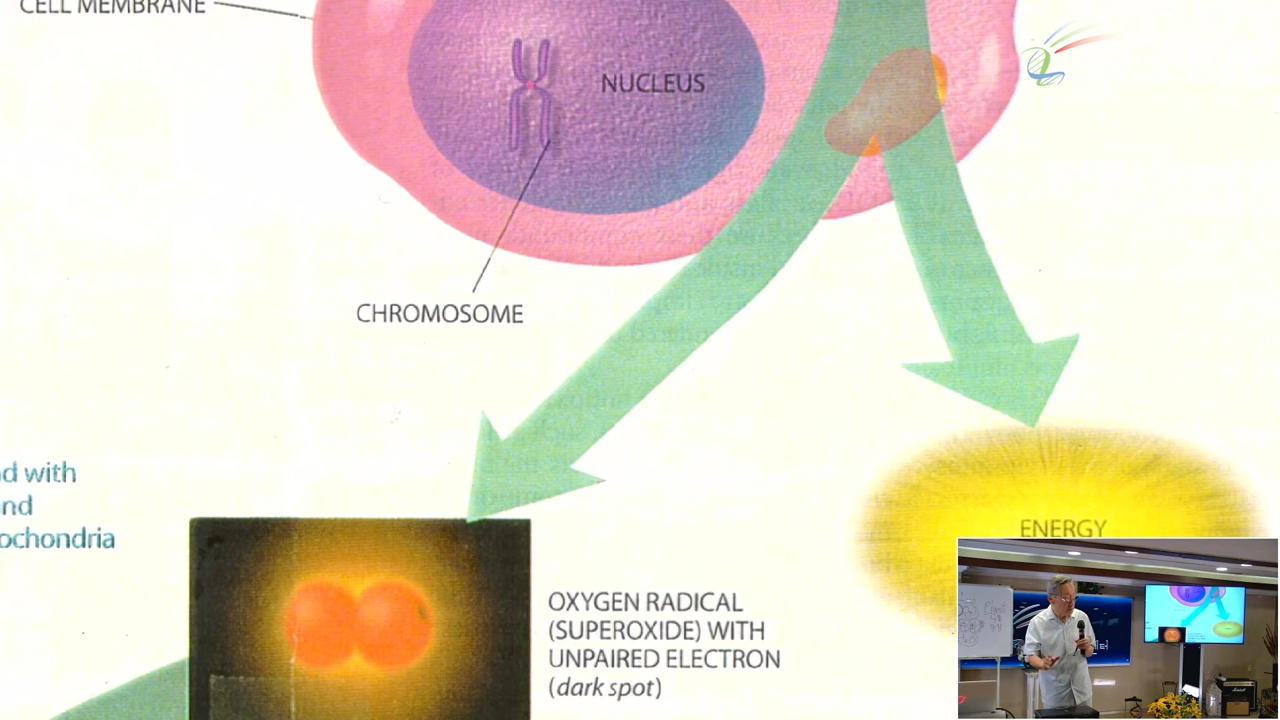 CELL MEMBRANE
NUCLEUS
CHROMOSOME
d with
nd
ochondria
ENERGY
OXYGEN RADICAL
(SUPEROXIDE) WITH
UNPAIRED ELECTRON
(dark spot)